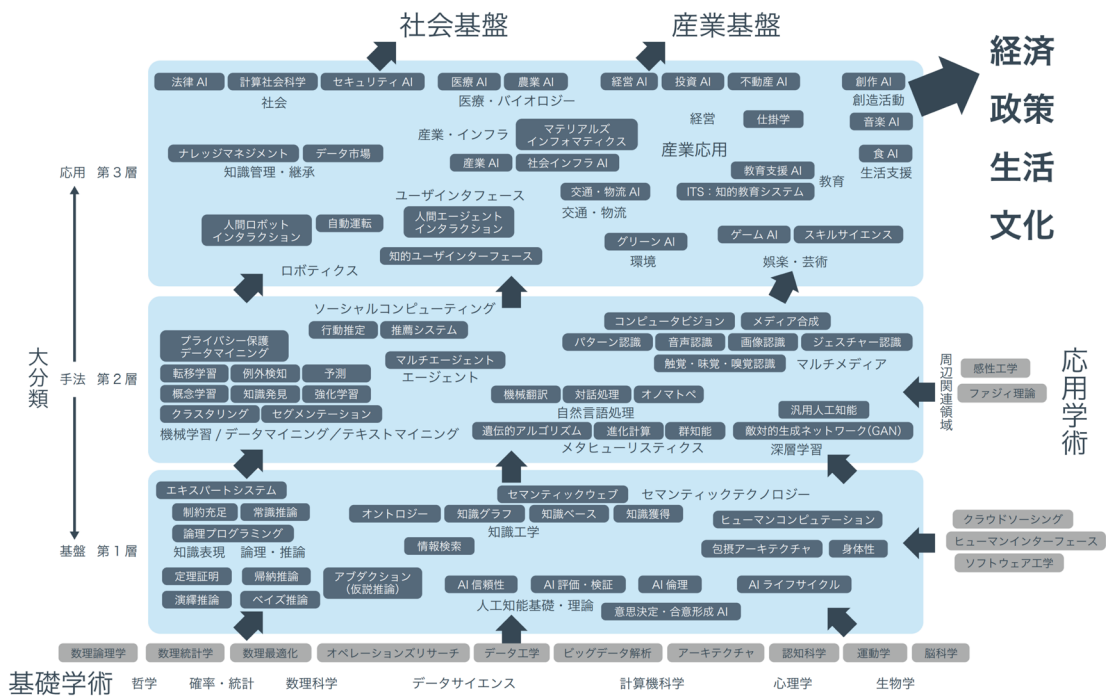 社会基盤
産業基盤
経済
政策
生活
文化
法律 AI
計算社会科学
セキュリティ AI
社会
医療 AI
農業 AI
医療・バイオロジー
経営 AI
投資 AI
不動産 AI
経営
仕掛学
創作 AI
創造活動
音楽 AI
産業・インフラ
マテリアルズ
インフォマティクス
産業 AI
社会インフラ AI
産業応用
食 AI
生活支援
ナレッジマネジメント
データ市場
知識管理・継承
教育支援 AI
ITS：知的教育システム
教育
応用 第３層
ユーザインタフェース
人間エージェント
インタラクション
知的ユーザインターフェース
交通・物流 AI
交通・物流
人間ロボット
インタラクション
自動運転
ロボティクス
グリーン AI
環境
ゲーム AI
スキルサイエンス
娯楽・芸術
大分類
手法 第２層
ソーシャルコンピューティング
行動推定
推薦システム
プライバシー保護
データマイニング
転移学習
例外検知
予測
概念学習
知識発見
強化学習
クラスタリング
セグメンテーション
機械学習 / データマイニング／テキストマイニング
マルチエージェント
エージェント
コンピュータビジョン
メディア合成
パターン認識
音声認識
画像認識
ジェスチャー認識
触覚・味覚・嗅覚認識
マルチメディア
機械翻訳
対話処理
オノマトペ
自然言語処理
遺伝的アルゴリズム
進化計算
群知能
メタヒューリスティクス
汎用人工知能
敵対的生成ネットワーク(GAN)
深層学習
周辺関連領域
感性工学
ファジィ理論
応用学術
基盤 第１層
エキスパートシステム
制約充足
常識推論
論理プログラミング
知識表現
論理・推論
定理証明
帰納推論
演繹推論
ベイズ推論
アブダクション
（仮説推論）
セマンティックウェブ
セマンティックテクノロジー
オントロジー
知識グラフ
知識ベース
知識獲得
知識工学
情報検索
ヒューマンコンピュテーション
包摂アーキテクチャ
身体性
AI 信頼性
AI 評価・検証
AI 倫理
AI ライフサイクル
人工知能基礎・理論
意思決定・合意形成 AI
クラウドソーシング
ヒューマンインターフェース
ソフトウェア工学
数理論理学
数理統計学
数理最適化
オペレーションズリサーチ
データ工学
ビッグデータ解析
アーキテクチャ
認知科学
運動学
脳科学
基礎学術
哲学
確率・統計
数理科学
データサイエンス
計算機科学
心理学
生物学